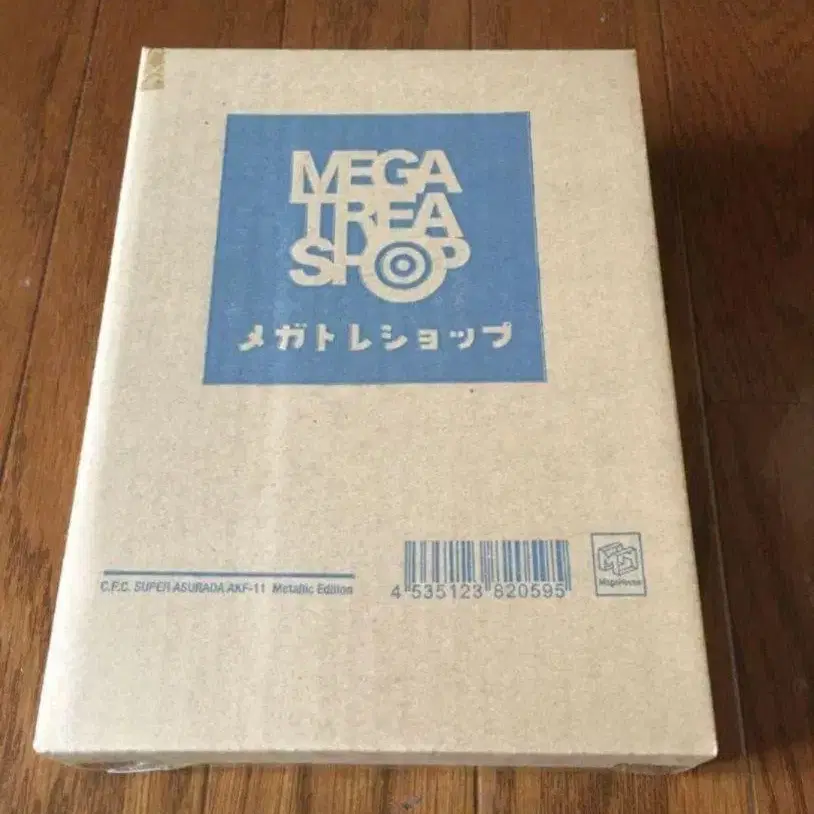 MEGA
TREA
SHOP
メガトレショップ
C.F.C. SUPER ASURADA AKF-11 Metallic Edition
4 535123 820595
MegaHouse